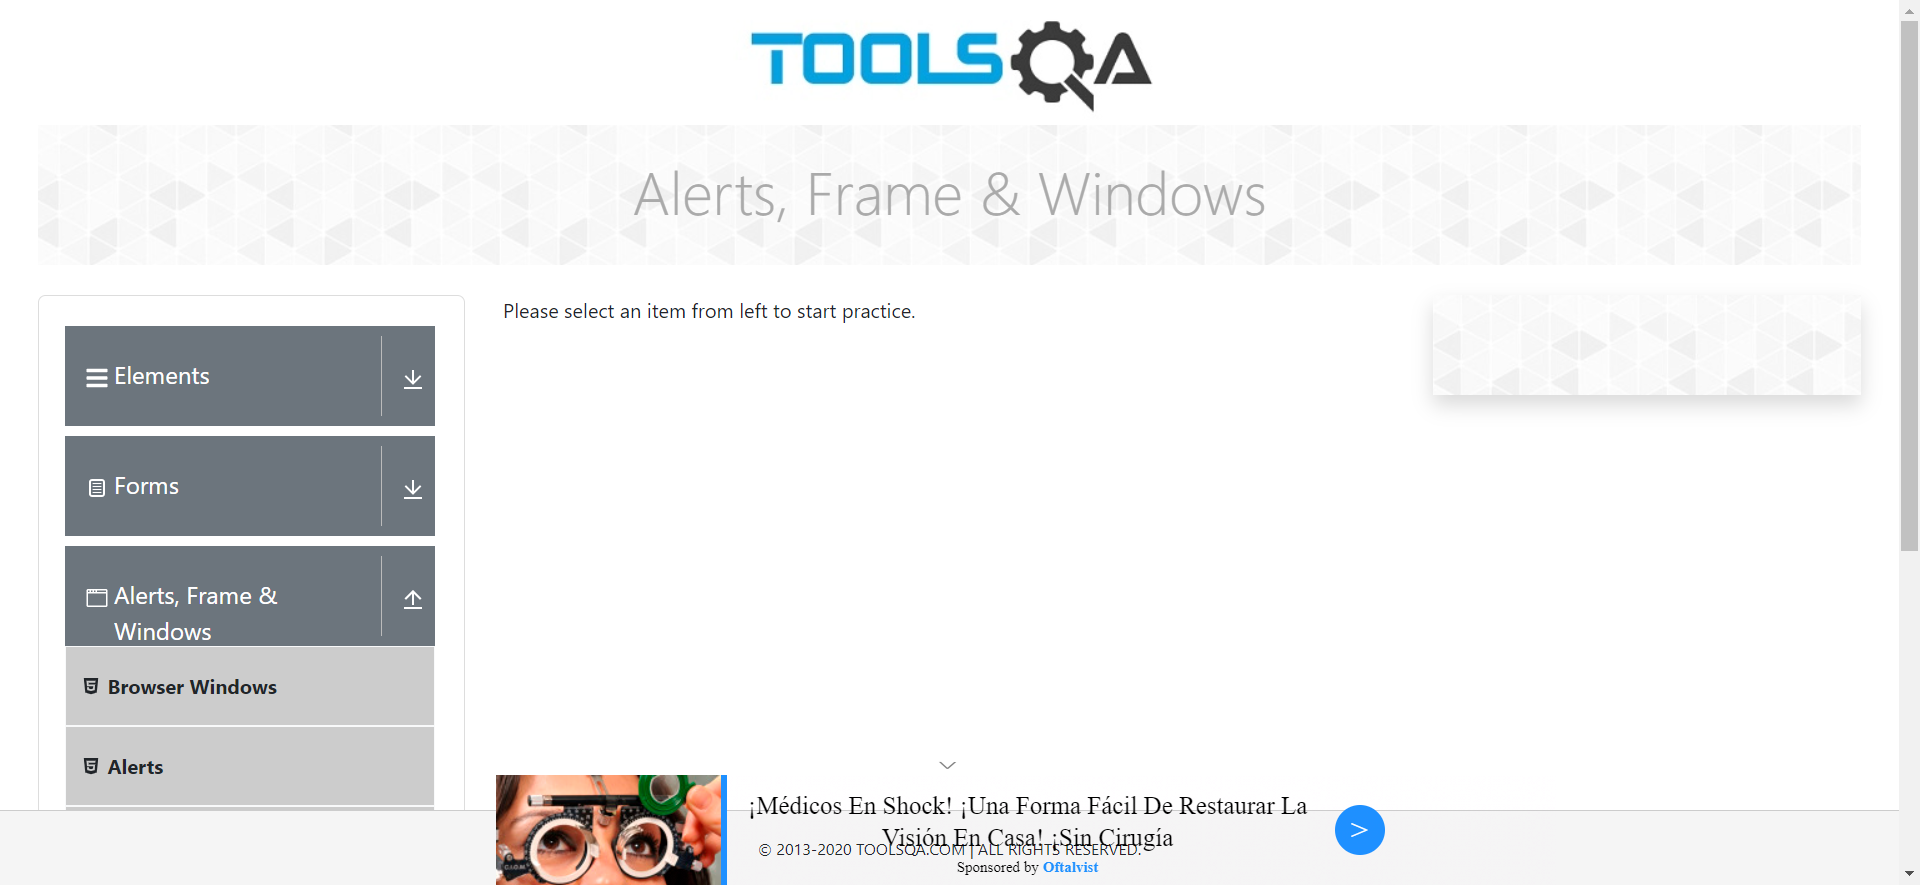 TOOLSQA
Alerts, Frame & Windows
Elements
Forms
Alerts, Frame &
Windows
Browser Windows
Alerts
Please select an item from left to start practice.
¡Médicos En Shock! ¡Una Forma Fácil De Restaurar La
Visión En Casa! ¡Sin Cirugía
© 2013-2020 TOOLSQA.COM | ALL RIGHTS RESERVED.
Sponsored by Oftalvist